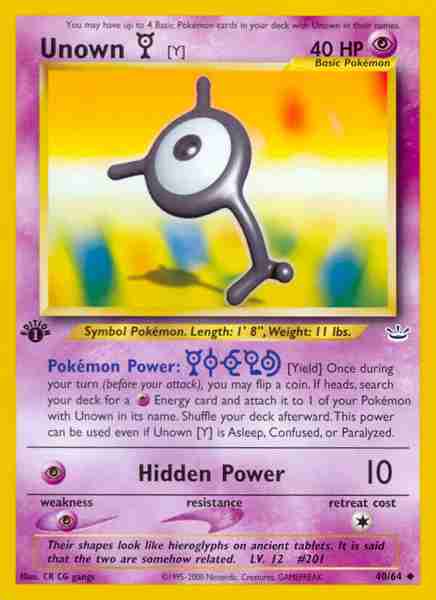 You may have up to 4 Basic Pokémon cards in your deck with Unown in their names.
Unown Y [Y] 40 HP
Basic Pokémon
EDITION
1
Symbol Pokémon. Length: 1' 8", Weight: 11 lbs.
Pokémon Power: YIELD [Yield] Once during
your turn (before your attack), you may flip a coin. If heads, search
your deck for a Energy card and attach it to 1 of your Pokémon
with Unown in its name. Shuffle your deck afterward. This power
can be used even if Unown [Y] is Asleep, Confused, or Paralyzed.
Hidden Power 10
weakness resistance retreat cost
Their shapes look like hieroglyphs on ancient tablets. It is said
that the two are somehow related. LV. 12 #201
Illus. CR CG gangs ©1995-2000 Nintendo, Creatures, GAMEFREAK. 40/64